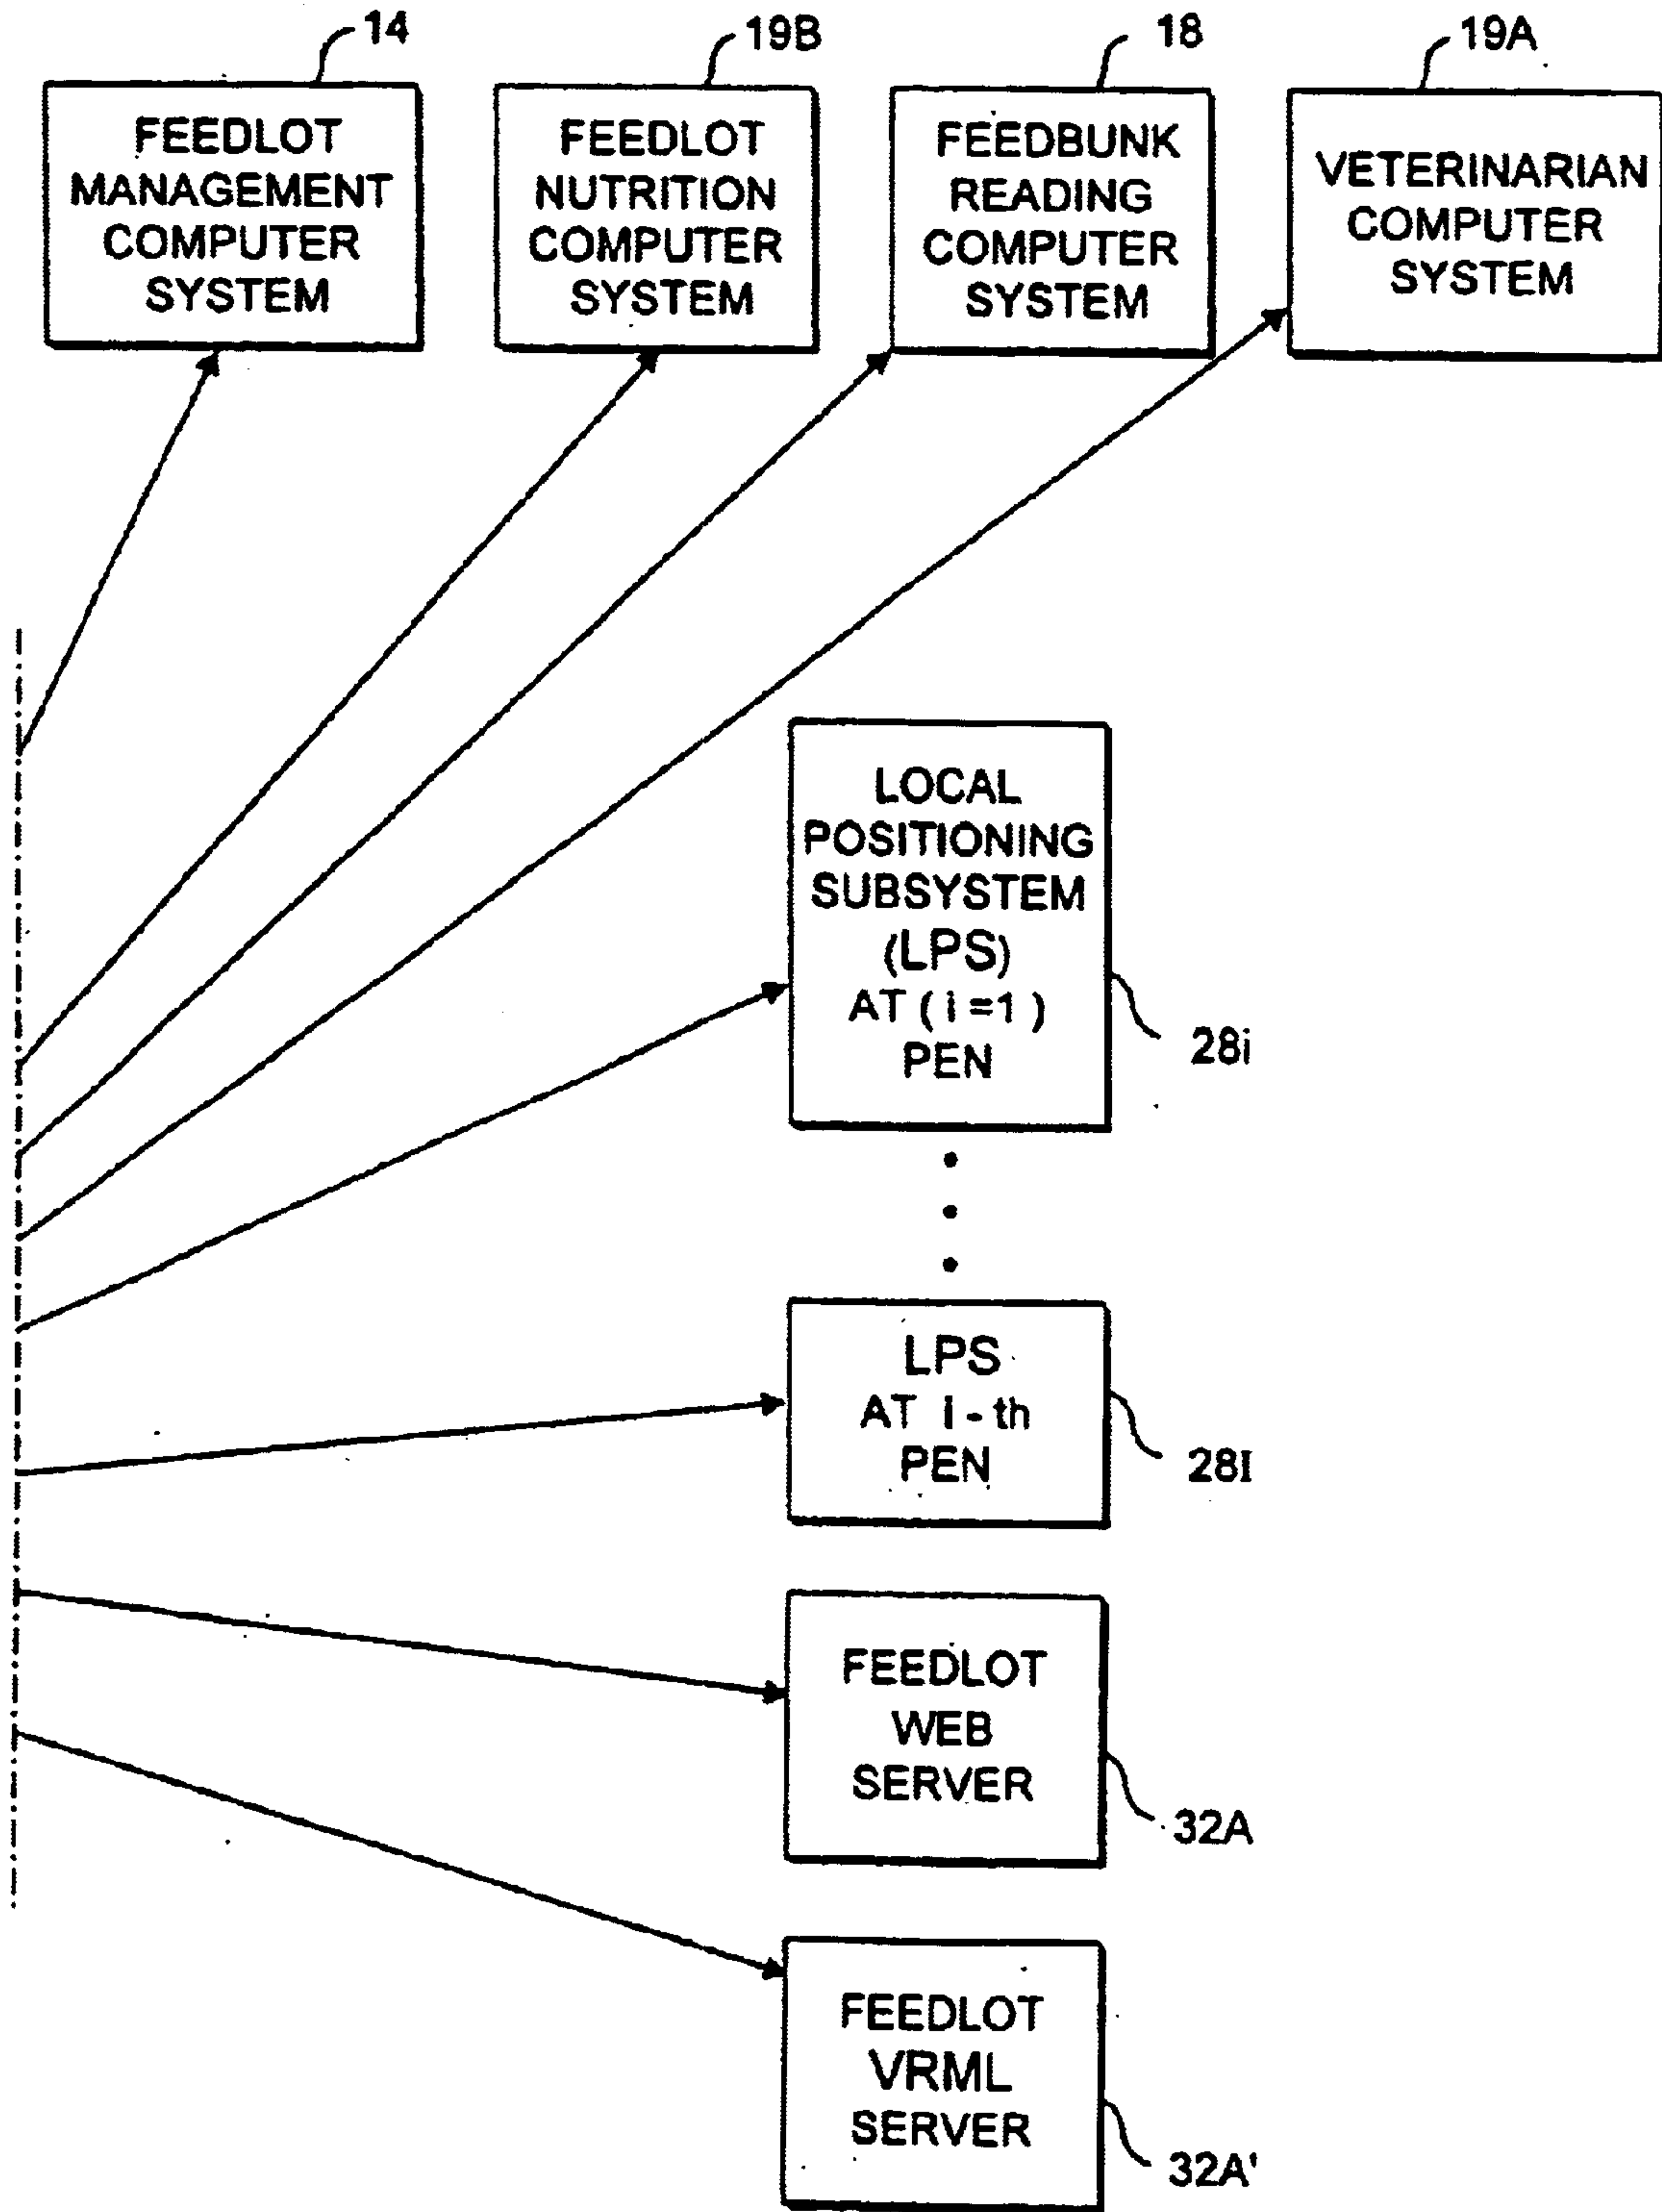 14
19B
18
19A
FEEDLOT
MANAGEMENT
COMPUTER
SYSTEM
FEEDLOT
NUTRITION
COMPUTER
SYSTEM
FEEDBUNK
READING
COMPUTER
SYSTEM
VETERINARIAN
COMPUTER
SYSTEM
LOCAL
POSITIONING
SUBSYSTEM
(LPS)
AT ( i =1 )
PEN
28i
LPS
AT I - th
PEN
28I
FEEDLOT
WEB
SERVER
32A
FEEDLOT
VRML
SERVER
32A'